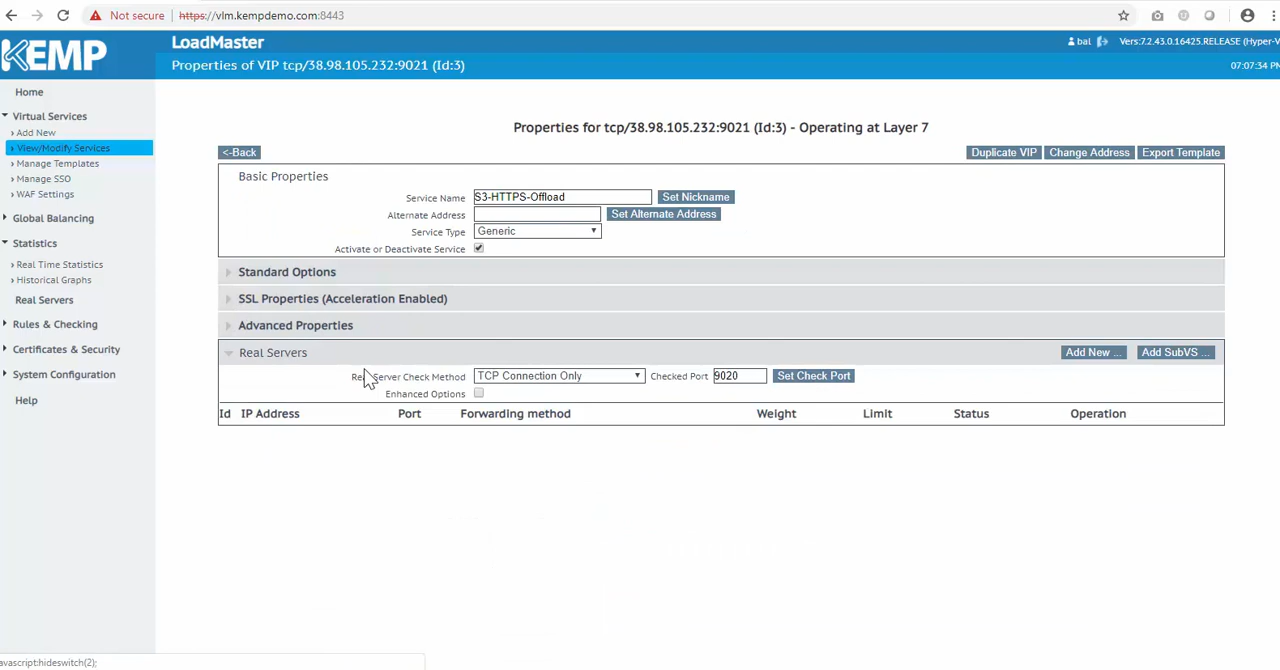 Not secure | https://vlm.kempdemo.com:8443
KEMP
LoadMaster
bal Vers:7.2.43.0.16425.RELEASE (Hyper-V
Properties of VIP tcp/38.98.105.232:9021 (Id:3)
07:07:34 PM
Home
Virtual Services
› Add New
› View/Modify Services
› Manage Templates
› Manage SSO
› WAF Settings
Global Balancing
Statistics
› Real Time Statistics
› Historical Graphs
Real Servers
Rules & Checking
Certificates & Security
System Configuration
Help
Properties for tcp/38.98.105.232:9021 (Id:3) - Operating at Layer 7
<-Back Duplicate VIP Change Address Export Template
Basic Properties
Service Name S3-HTTPS-Offload Set Nickname
Alternate Address Set Alternate Address
Service Type Generic
Activate or Deactivate Service
Standard Options
SSL Properties (Acceleration Enabled)
Advanced Properties
Real Servers Add New ... Add SubVS ...
Real Server Check Method TCP Connection Only Checked Port 9020 Set Check Port
Enhanced Options
Id IP Address Port Forwarding method Weight Limit Status Operation
avascript:hideswitch(2);